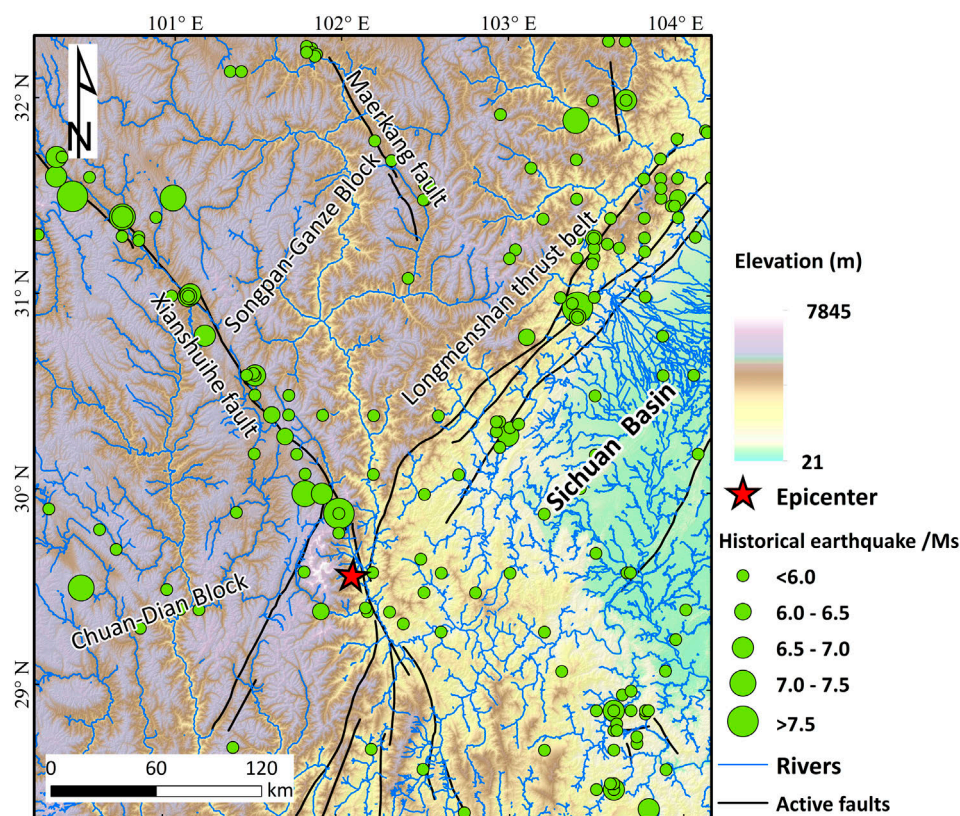 101° E 102° E 103° E 104° E
32° N
31° N
30° N
29° N
N
Maerkang fault
Songpan-Ganze Block
Xianshuihe fault
Longmenshan thrust belt
Sichuan Basin
Chuan-Dian Block
0 60 120
km
Elevation (m)
7845
21
Epicenter
Historical earthquake /Ms
<6.0
6.0 - 6.5
6.5 - 7.0
7.0 - 7.5
>7.5
Rivers
Active faults